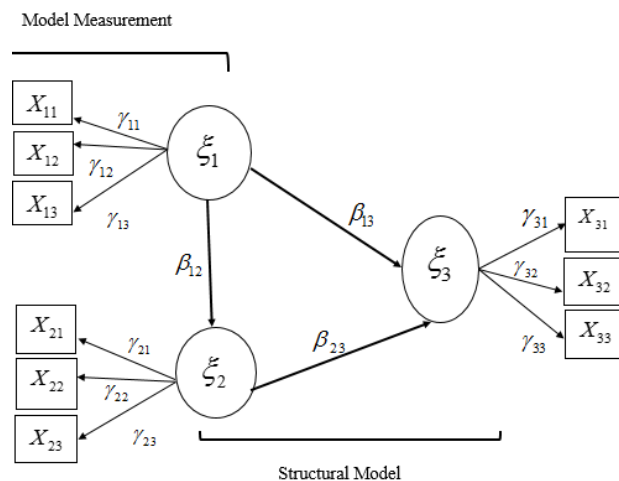 Model Measurement
X₁₁
γ₁₁
X₁₂
γ₁₂
X₁₃
γ₁₃
ξ₁
β₁₃
β₁₂
ξ₃
γ₃₁
X₃₁
γ₃₂
X₃₂
γ₃₃
X₃₃
X₂₁
γ₂₁
X₂₂
γ₂₂
X₂₃
γ₂₃
ξ₂
β₂₃
Structural Model